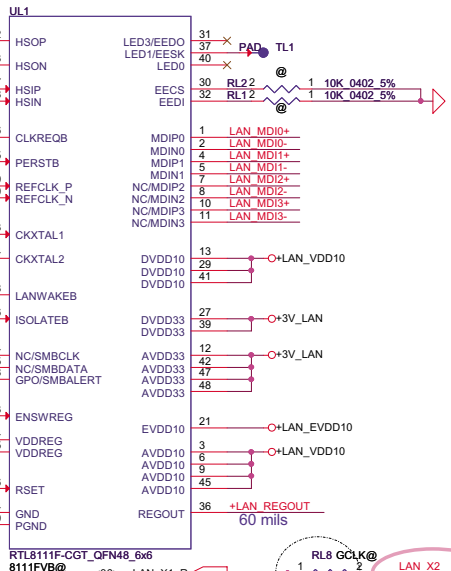 UL1
HSOP LED3/EEDO 31
LED1/EESK 37 PAD TL1
HSON LED0 40
@
HSIP EECS 30 RL2 2 1 10K_0402_5%
HSIN EEDI 32 RL1 2 1 10K_0402_5%
@
CLKREQB MDIP0 1 LAN_MDI0+
MDIN0 2 LAN_MDI0-
PERSTB MDIP1 4 LAN_MDI1+
MDIN1 5 LAN_MDI1-
REFCLK_P NC/MDIP2 7 LAN_MDI2+
REFCLK_N NC/MDIN2 8 LAN_MDI2-
NC/MDIP3 10 LAN_MDI3+
NC/MDIN3 11 LAN_MDI3-
CKXTAL1
CKXTAL2 DVDD10 13 +LAN_VDD10
DVDD10 29
DVDD10 41
LANWAKEB
ISOLATEB DVDD33 27 +3V_LAN
DVDD33 39
NC/SMBCLK AVDD33 12 +3V_LAN
NC/SMBDATA AVDD33 42
GPO/SMBALERT AVDD33 47
AVDD33 48
ENSWREG
EVDD10 21 +LAN_EVDD10
VDDREG
VDDREG AVDD10 3 +LAN_VDD10
AVDD10 6
AVDD10 9
RSET AVDD10 45
GND REGOUT 36 +LAN_REGOUT
PGND 60 mils
RTL8111F-CGT_QFN48_6x6 RL8 GCLK@
8111FVB@ 1 2 LAN_X2